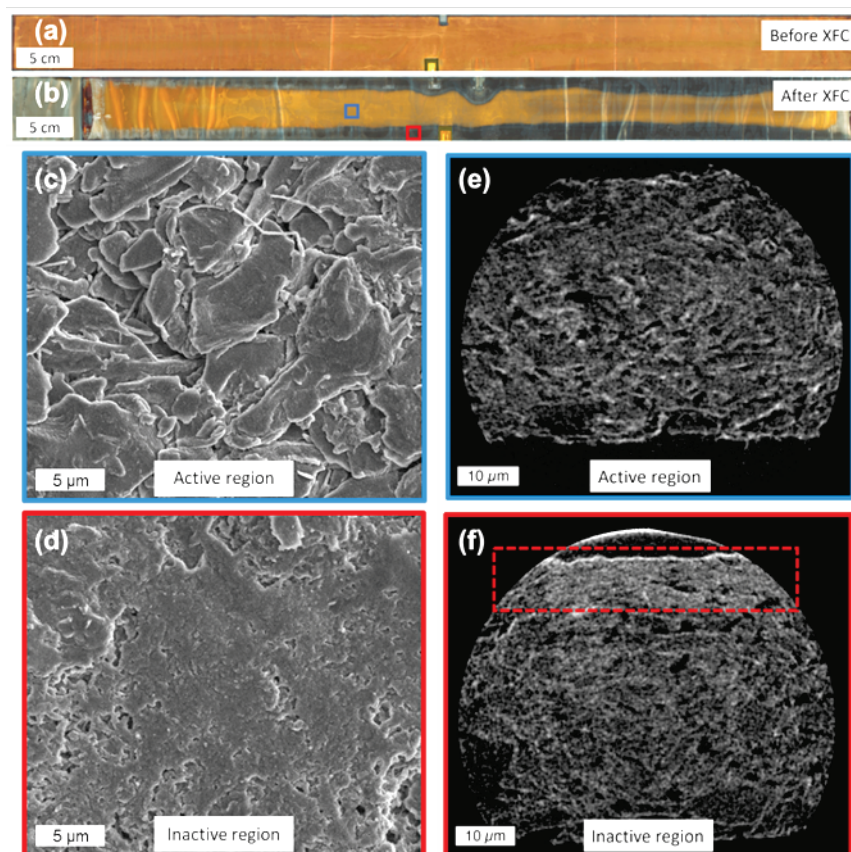 (a)
5 cm
Before XFC
(b)
5 cm
After XFC
(c)
5 µm
Active region
(e)
10 µm
Active region
(d)
5 µm
Inactive region
(f)
10 µm
Inactive region